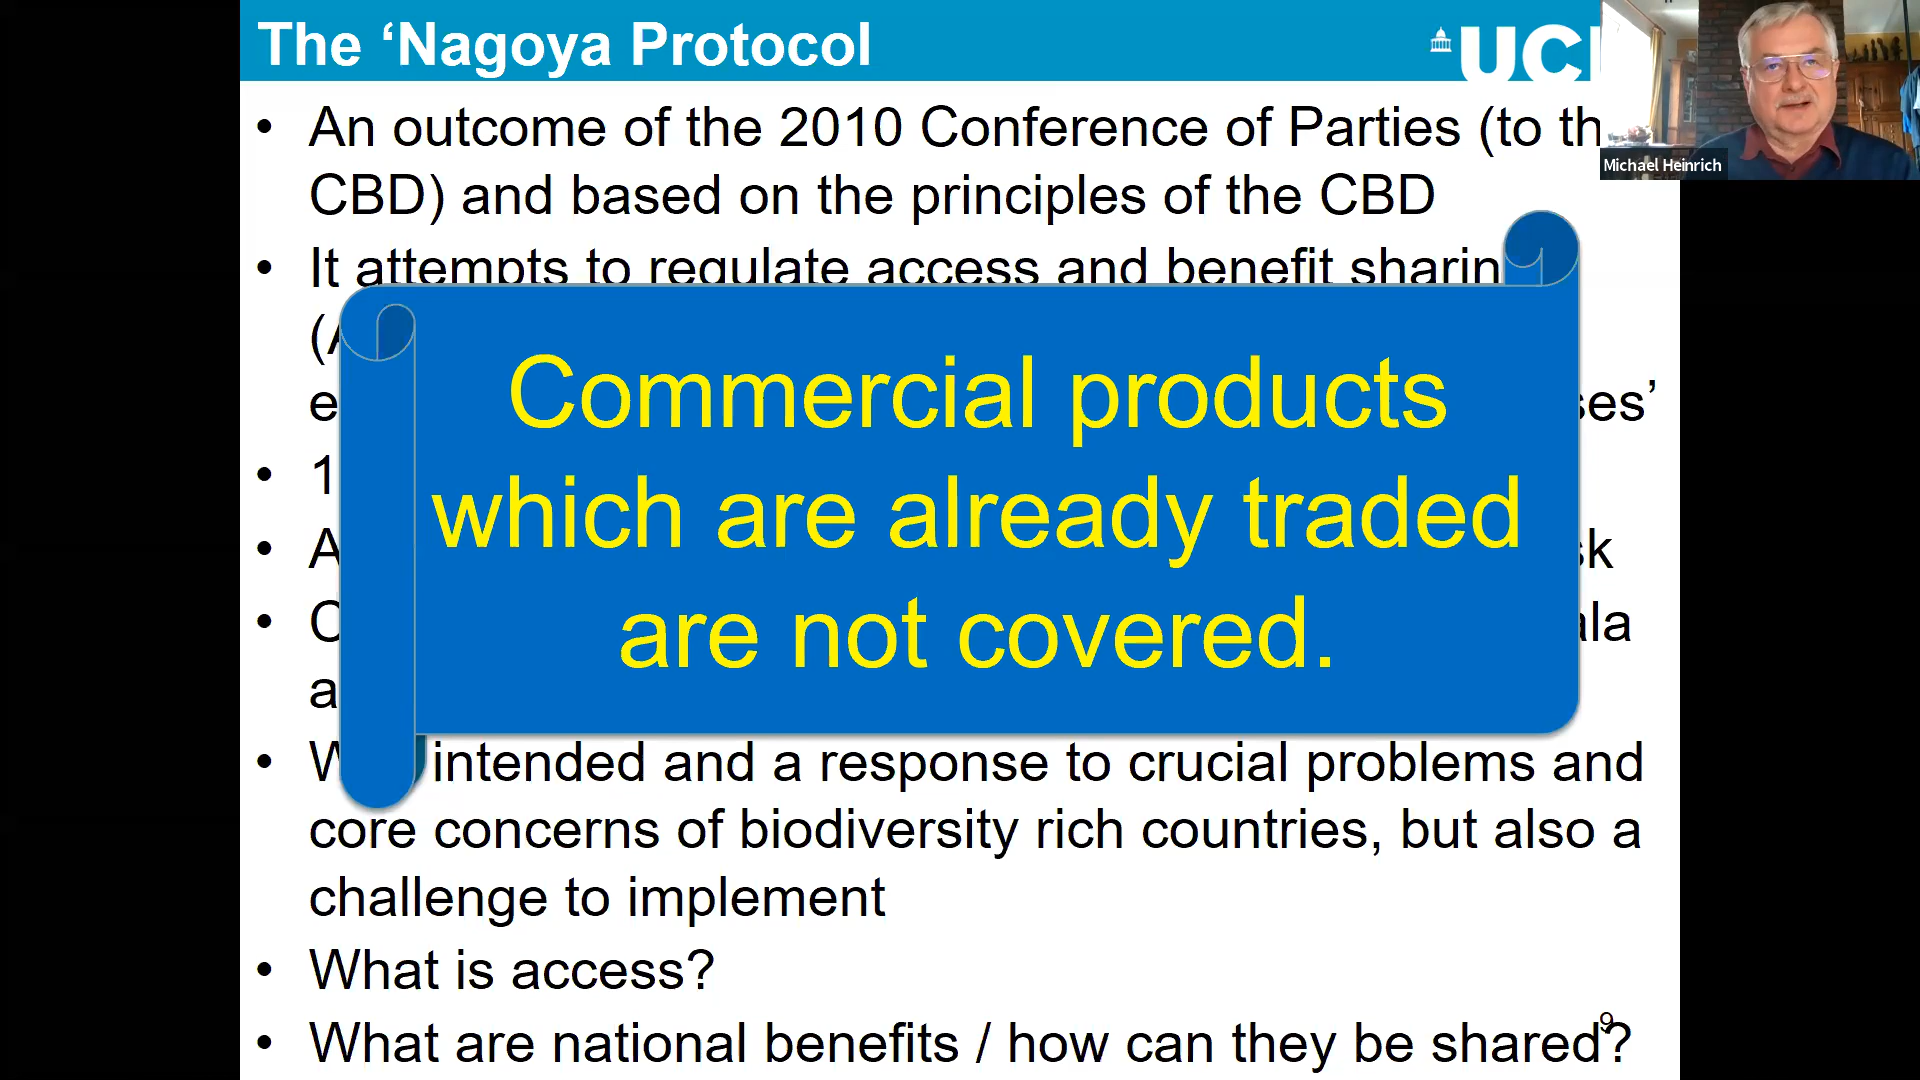 The ‘Nagoya Protocol
UCL
Michael Heinrich
• An outcome of the 2010 Conference of Parties (to
CBD) and based on the principles of the CBD
• It attempts to regulate access and benefit
Commercial products
which are already traded
are not covered.
• intended and a response to crucial problems and
core concerns of biodiversity rich countries, but also a
challenge to implement
• What is access?
• What are national benefits / how can they be shared?
9